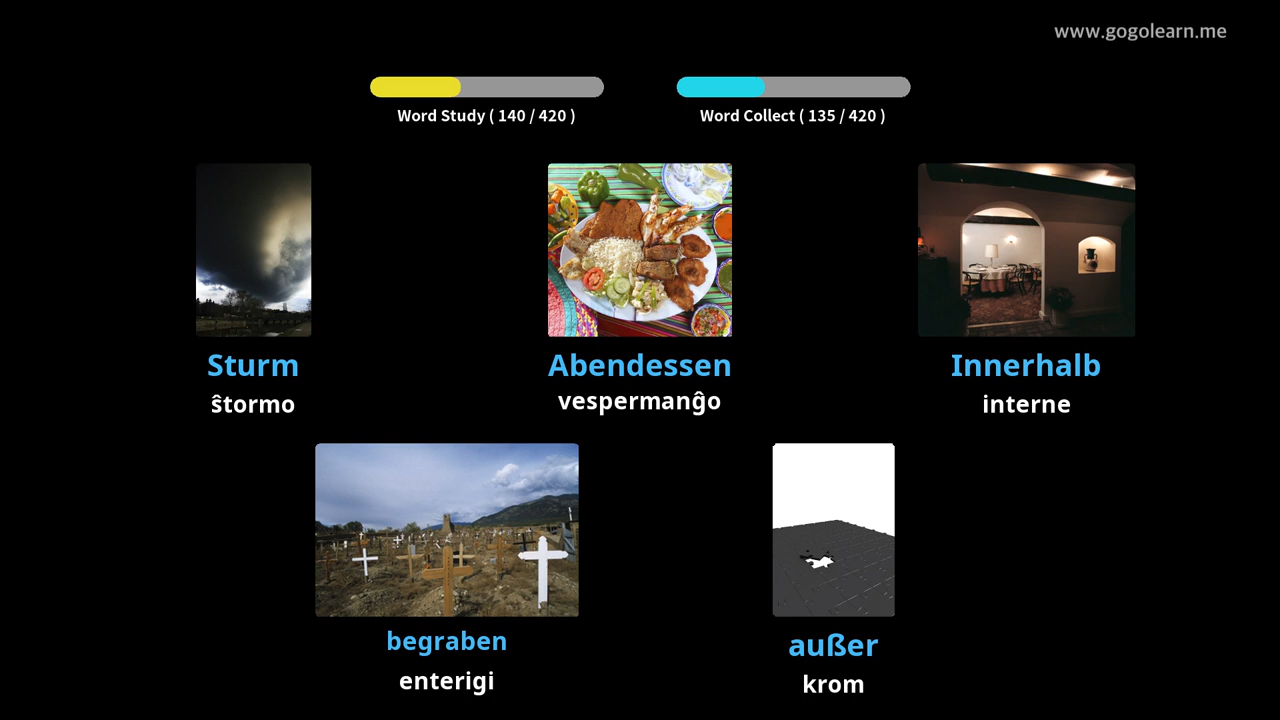 www.gogolearn.me
Word Study ( 140 / 420 )
Word Collect ( 135 / 420 )
Sturm
ŝtormo
Abendessen
vespermanĝo
Innerhalb
interne
begraben
enterigi
außer
krom